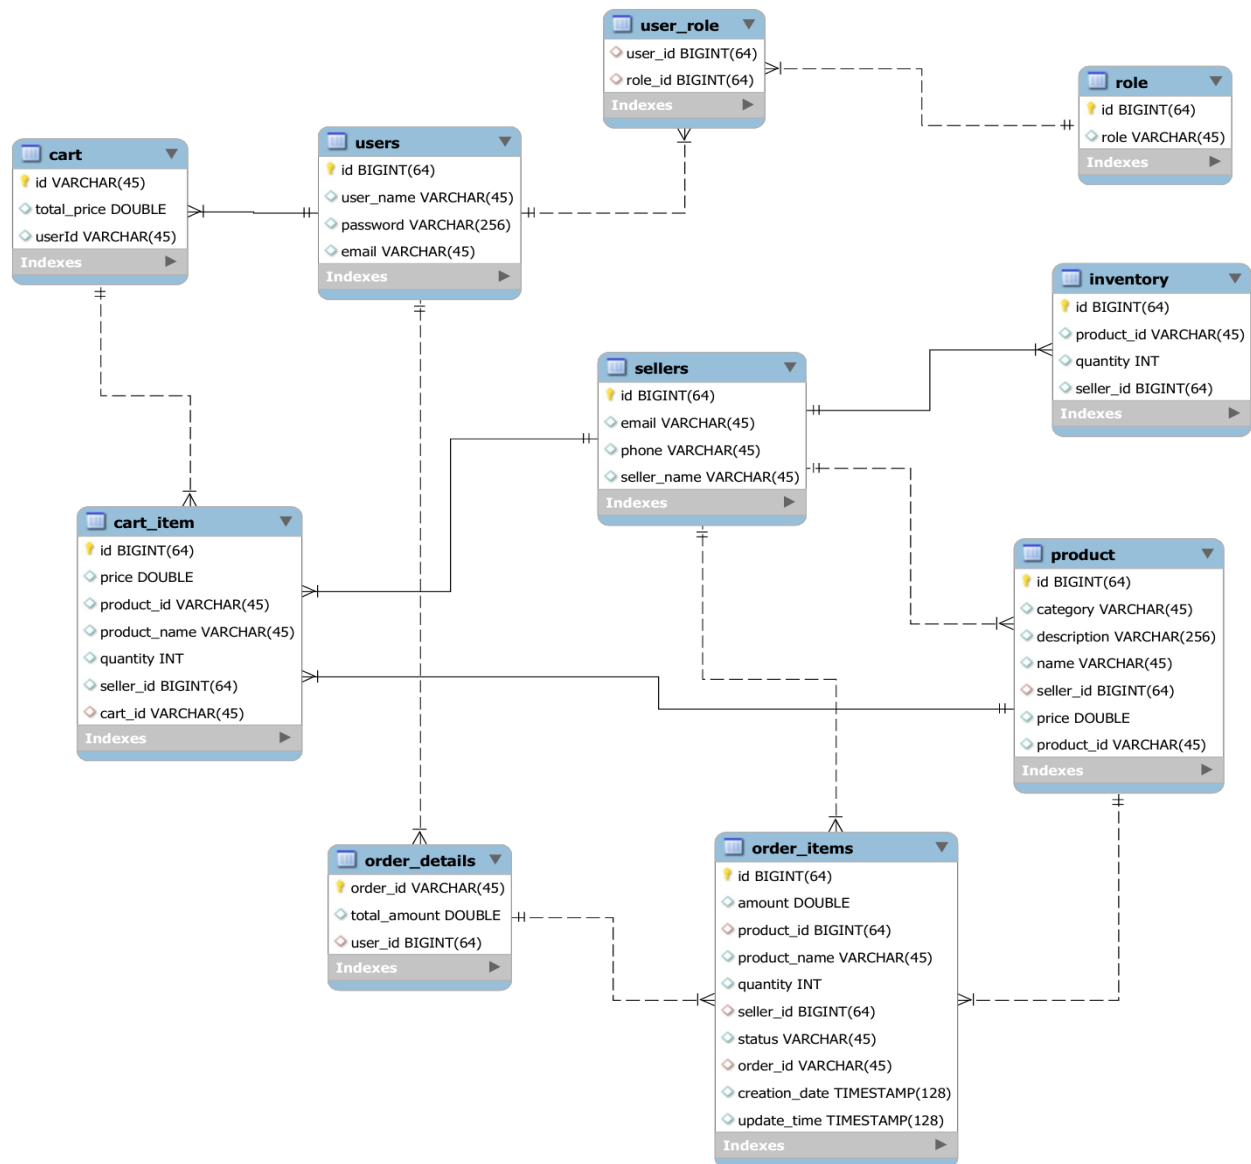 user_role
user_id BIGINT(64)
role_id BIGINT(64)
Indexes
role
id BIGINT(64)
role VARCHAR(45)
Indexes
cart
id VARCHAR(45)
total_price DOUBLE
userId VARCHAR(45)
Indexes
users
id BIGINT(64)
user_name VARCHAR(45)
password VARCHAR(256)
email VARCHAR(45)
Indexes
inventory
id BIGINT(64)
product_id VARCHAR(45)
quantity INT
seller_id BIGINT(64)
Indexes
sellers
id BIGINT(64)
email VARCHAR(45)
phone VARCHAR(45)
seller_name VARCHAR(45)
Indexes
cart_item
id BIGINT(64)
price DOUBLE
product_id VARCHAR(45)
product_name VARCHAR(45)
quantity INT
seller_id BIGINT(64)
cart_id VARCHAR(45)
Indexes
product
id BIGINT(64)
category VARCHAR(45)
description VARCHAR(256)
name VARCHAR(45)
seller_id BIGINT(64)
price DOUBLE
product_id VARCHAR(45)
Indexes
order_details
order_id VARCHAR(45)
total_amount DOUBLE
user_id BIGINT(64)
Indexes
order_items
id BIGINT(64)
amount DOUBLE
product_id BIGINT(64)
product_name VARCHAR(45)
quantity INT
seller_id BIGINT(64)
status VARCHAR(45)
order_id VARCHAR(45)
creation_date TIMESTAMP(128)
update_time TIMESTAMP(128)
Indexes